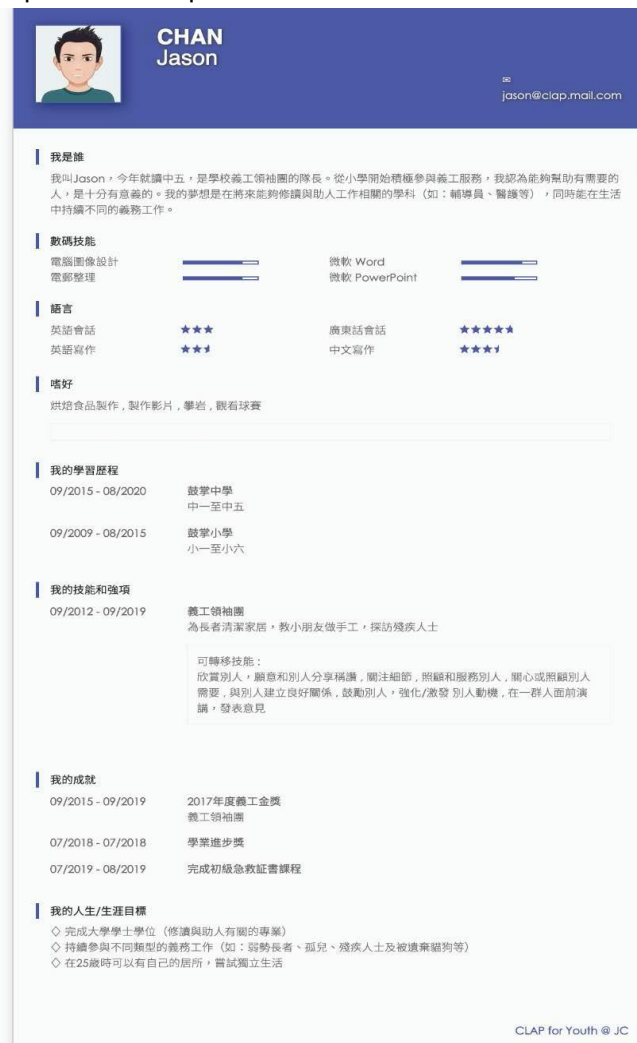 CHAN
Jason
✉
jason@clap.mail.com
我是誰
我叫Jason，今年就讀中五，是學校義工領袖團的隊長。從小學開始積極參與義工服務，我認為能夠幫助有需要的
人，是十分有意義的。我的夢想是在將來能夠修讀與助人工作相關的學科（如：輔導員、醫護等），同時能在生活
中持續不同的義務工作。
數碼技能
電腦圖像設計 微軟 Word
電郵整理 微軟 PowerPoint
語言
英語會話 廣東話會話
英語寫作 中文寫作
嗜好
烘焙食品製作 , 製作影片 , 攀岩 , 觀看球賽
我的學習歷程
09/2015 - 08/2020 鼓掌中學
中一至中五
09/2009 - 08/2015 鼓掌小學
小一至小六
我的技能和強項
09/2012 - 09/2019 義工領袖團
為長者清潔家居，教小朋友做手工，探訪殘疾人士
可轉移技能 :
欣賞別人，願意和別人分享稱讚 , 關注細節 , 照顧和服務別人 , 關心或照顧別人
需要 , 與別人建立良好關係 , 鼓勵別人，強化/激發 別人動機 , 在一群人面前演
講，發表意見
我的成就
09/2015 - 09/2019 2017年度義工金獎
義工領袖團
07/2018 - 07/2018 學業進步獎
07/2019 - 08/2019 完成初級急救証書課程
我的人生/生涯目標
◇ 完成大學學士學位（修讀與助人有關的專業）
◇ 持續參與不同類型的義務工作（如：弱勢長者、孤兒、殘疾人士及被遺棄貓狗等）
◇ 在25歲時可以有自己的居所，嘗試獨立生活
CLAP for Youth @ JC